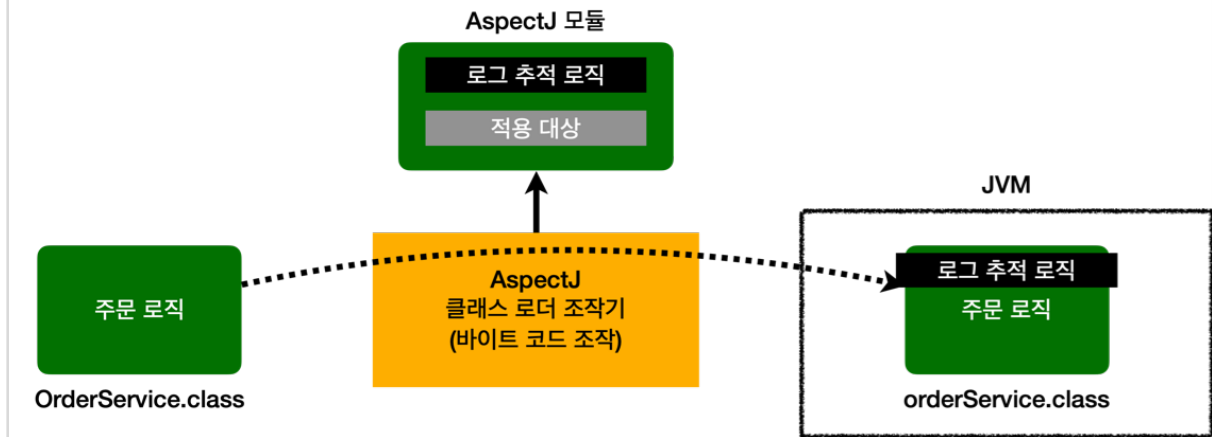 AspectJ 모듈
로그 추적 로직
적용 대상
JVM
주문 로직
OrderService.class
AspectJ
클래스 로더 조작기
(바이트 코드 조작)
로그 추적 로직
주문 로직
orderService.class